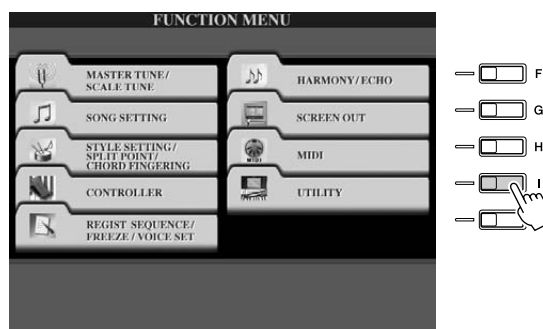 FUNCTION MENU
MASTER TUNE/
SCALE TUNE
SONG SETTING
STYLE SETTING/
SPLIT POINT/
CHORD FINGERING
CONTROLLER
REGIST SEQUENCE/
FREEZE / VOICE SET
HARMONY/ECHO
SCREEN OUT
MIDI
MIDI
UTILITY
F
G
H
I